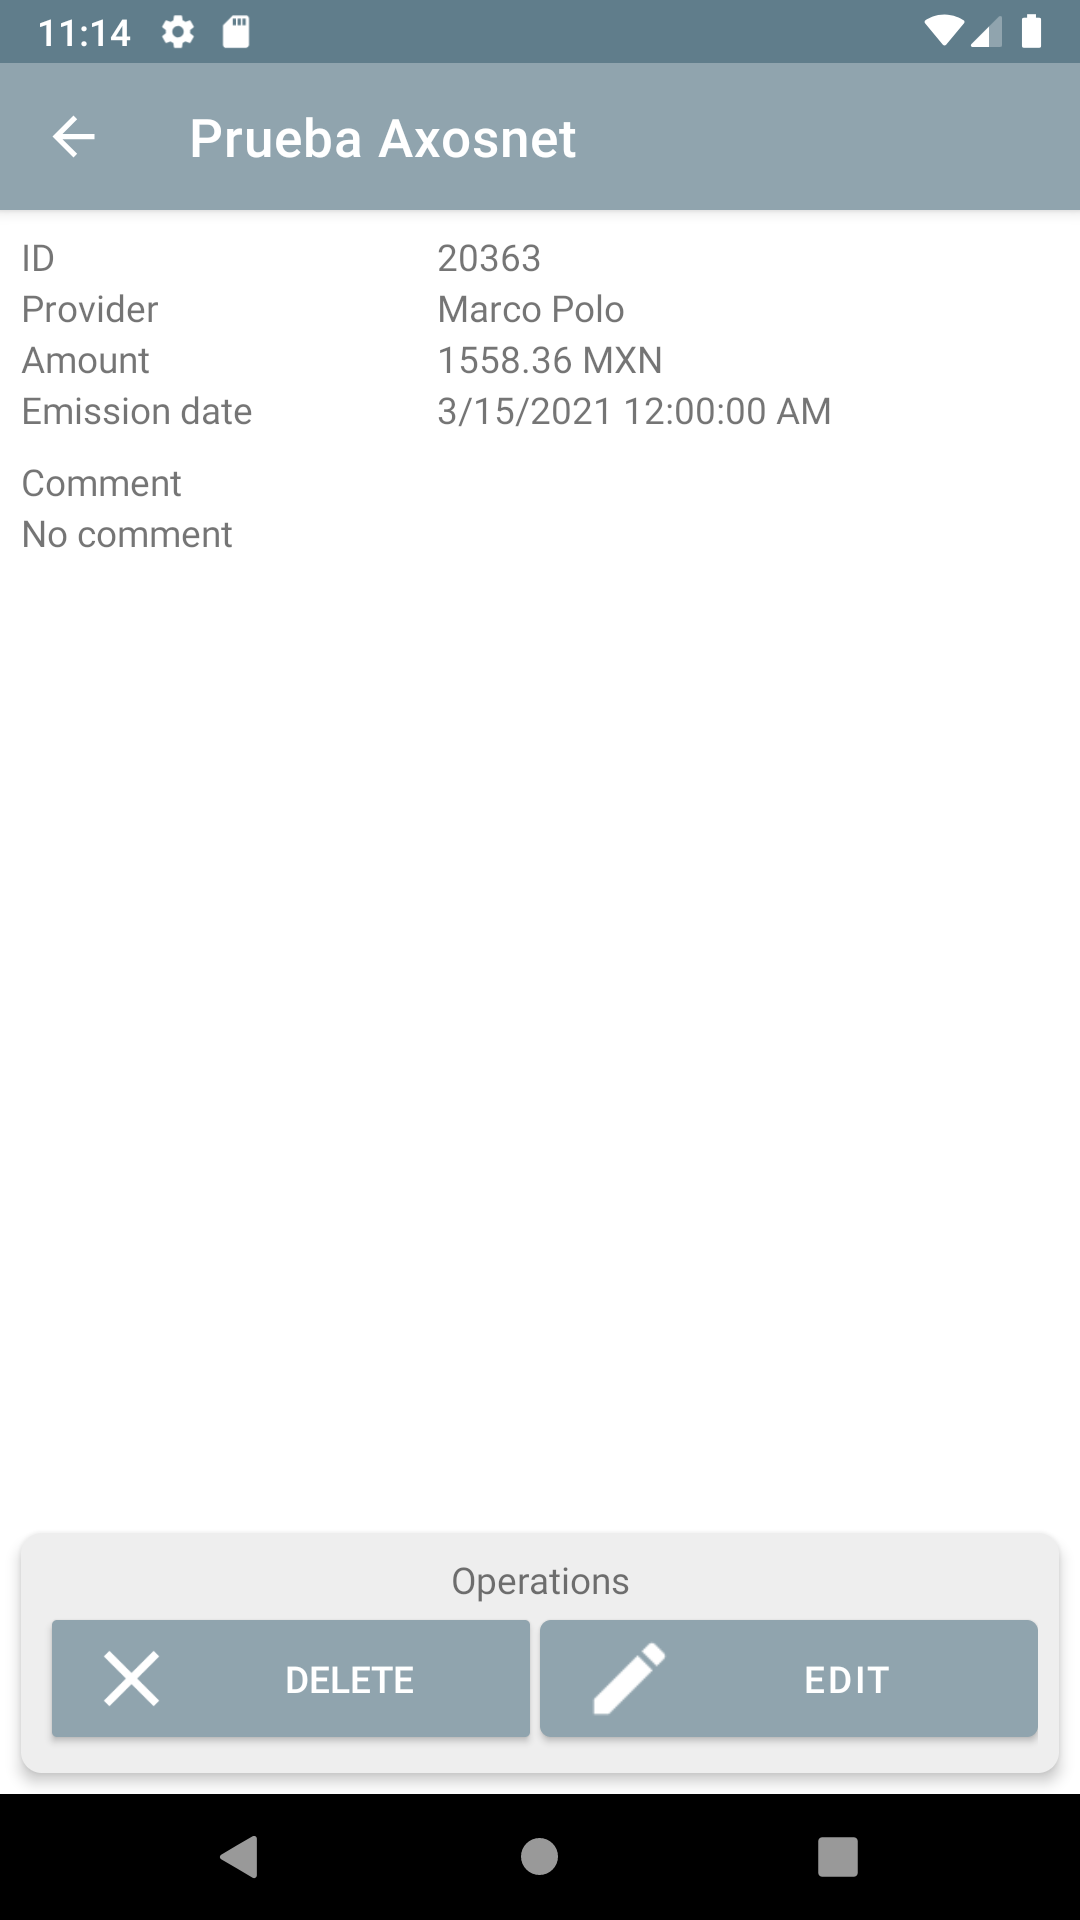 11:14
Prueba Axosnet
ID 20363
Provider Marco Polo
Amount 1558.36 MXN
Emission date 3/15/2021 12:00:00 AM
Comment
No comment
Operations
DELETE EDIT